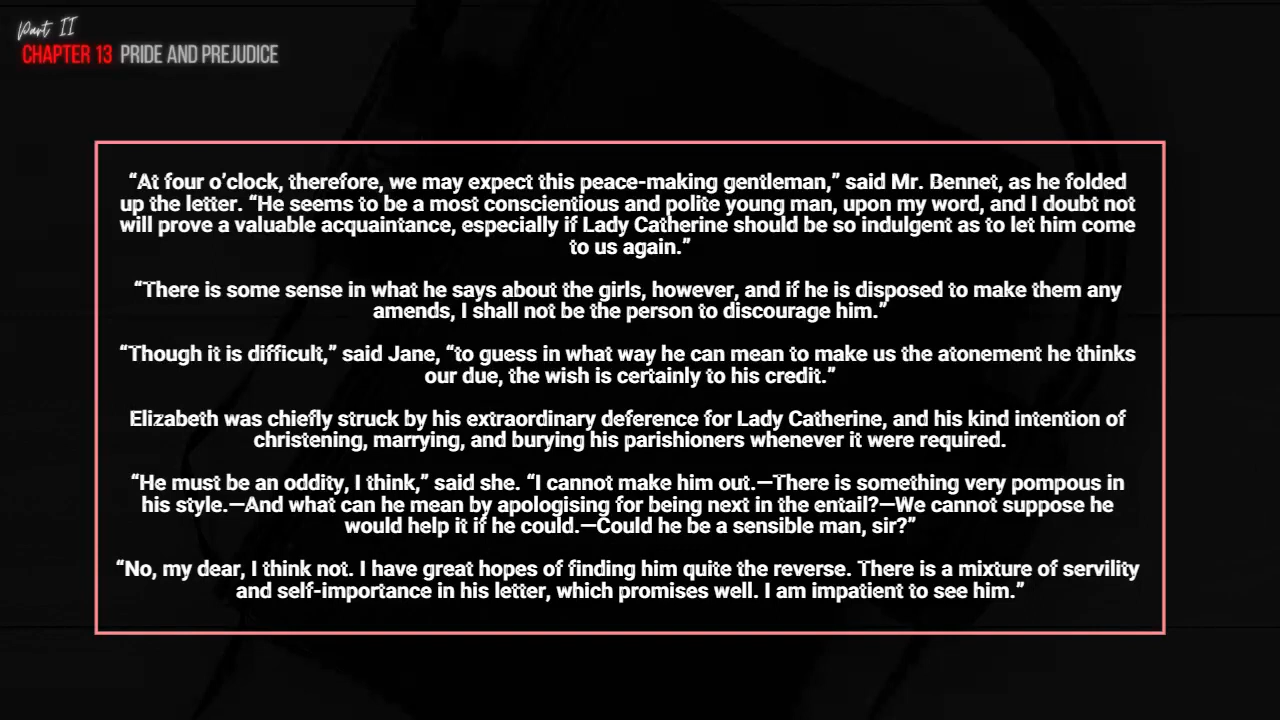 Part II
CHAPTER 13 PRIDE AND PREJUDICE
“At four o’clock, therefore, we may expect this peace-making gentleman,” said Mr. Bennet, as he folded
up the letter. “He seems to be a most conscientious and polite young man, upon my word, and I doubt not
will prove a valuable acquaintance, especially if Lady Catherine should be so indulgent as to let him come
to us again.”
“There is some sense in what he says about the girls, however, and if he is disposed to make them any
amends, I shall not be the person to discourage him.”
“Though it is difficult,” said Jane, “to guess in what way he can mean to make us the atonement he thinks
our due, the wish is certainly to his credit.”
Elizabeth was chiefly struck by his extraordinary deference for Lady Catherine, and his kind intention of
christening, marrying, and burying his parishioners whenever it were required.
“He must be an oddity, I think,” said she. “I cannot make him out.—There is something very pompous in
his style.—And what can he mean by apologising for being next in the entail?—We cannot suppose he
would help it if he could.—Could he be a sensible man, sir?”
“No, my dear, I think not. I have great hopes of finding him quite the reverse. There is a mixture of servility
and self-importance in his letter, which promises well. I am impatient to see him.”